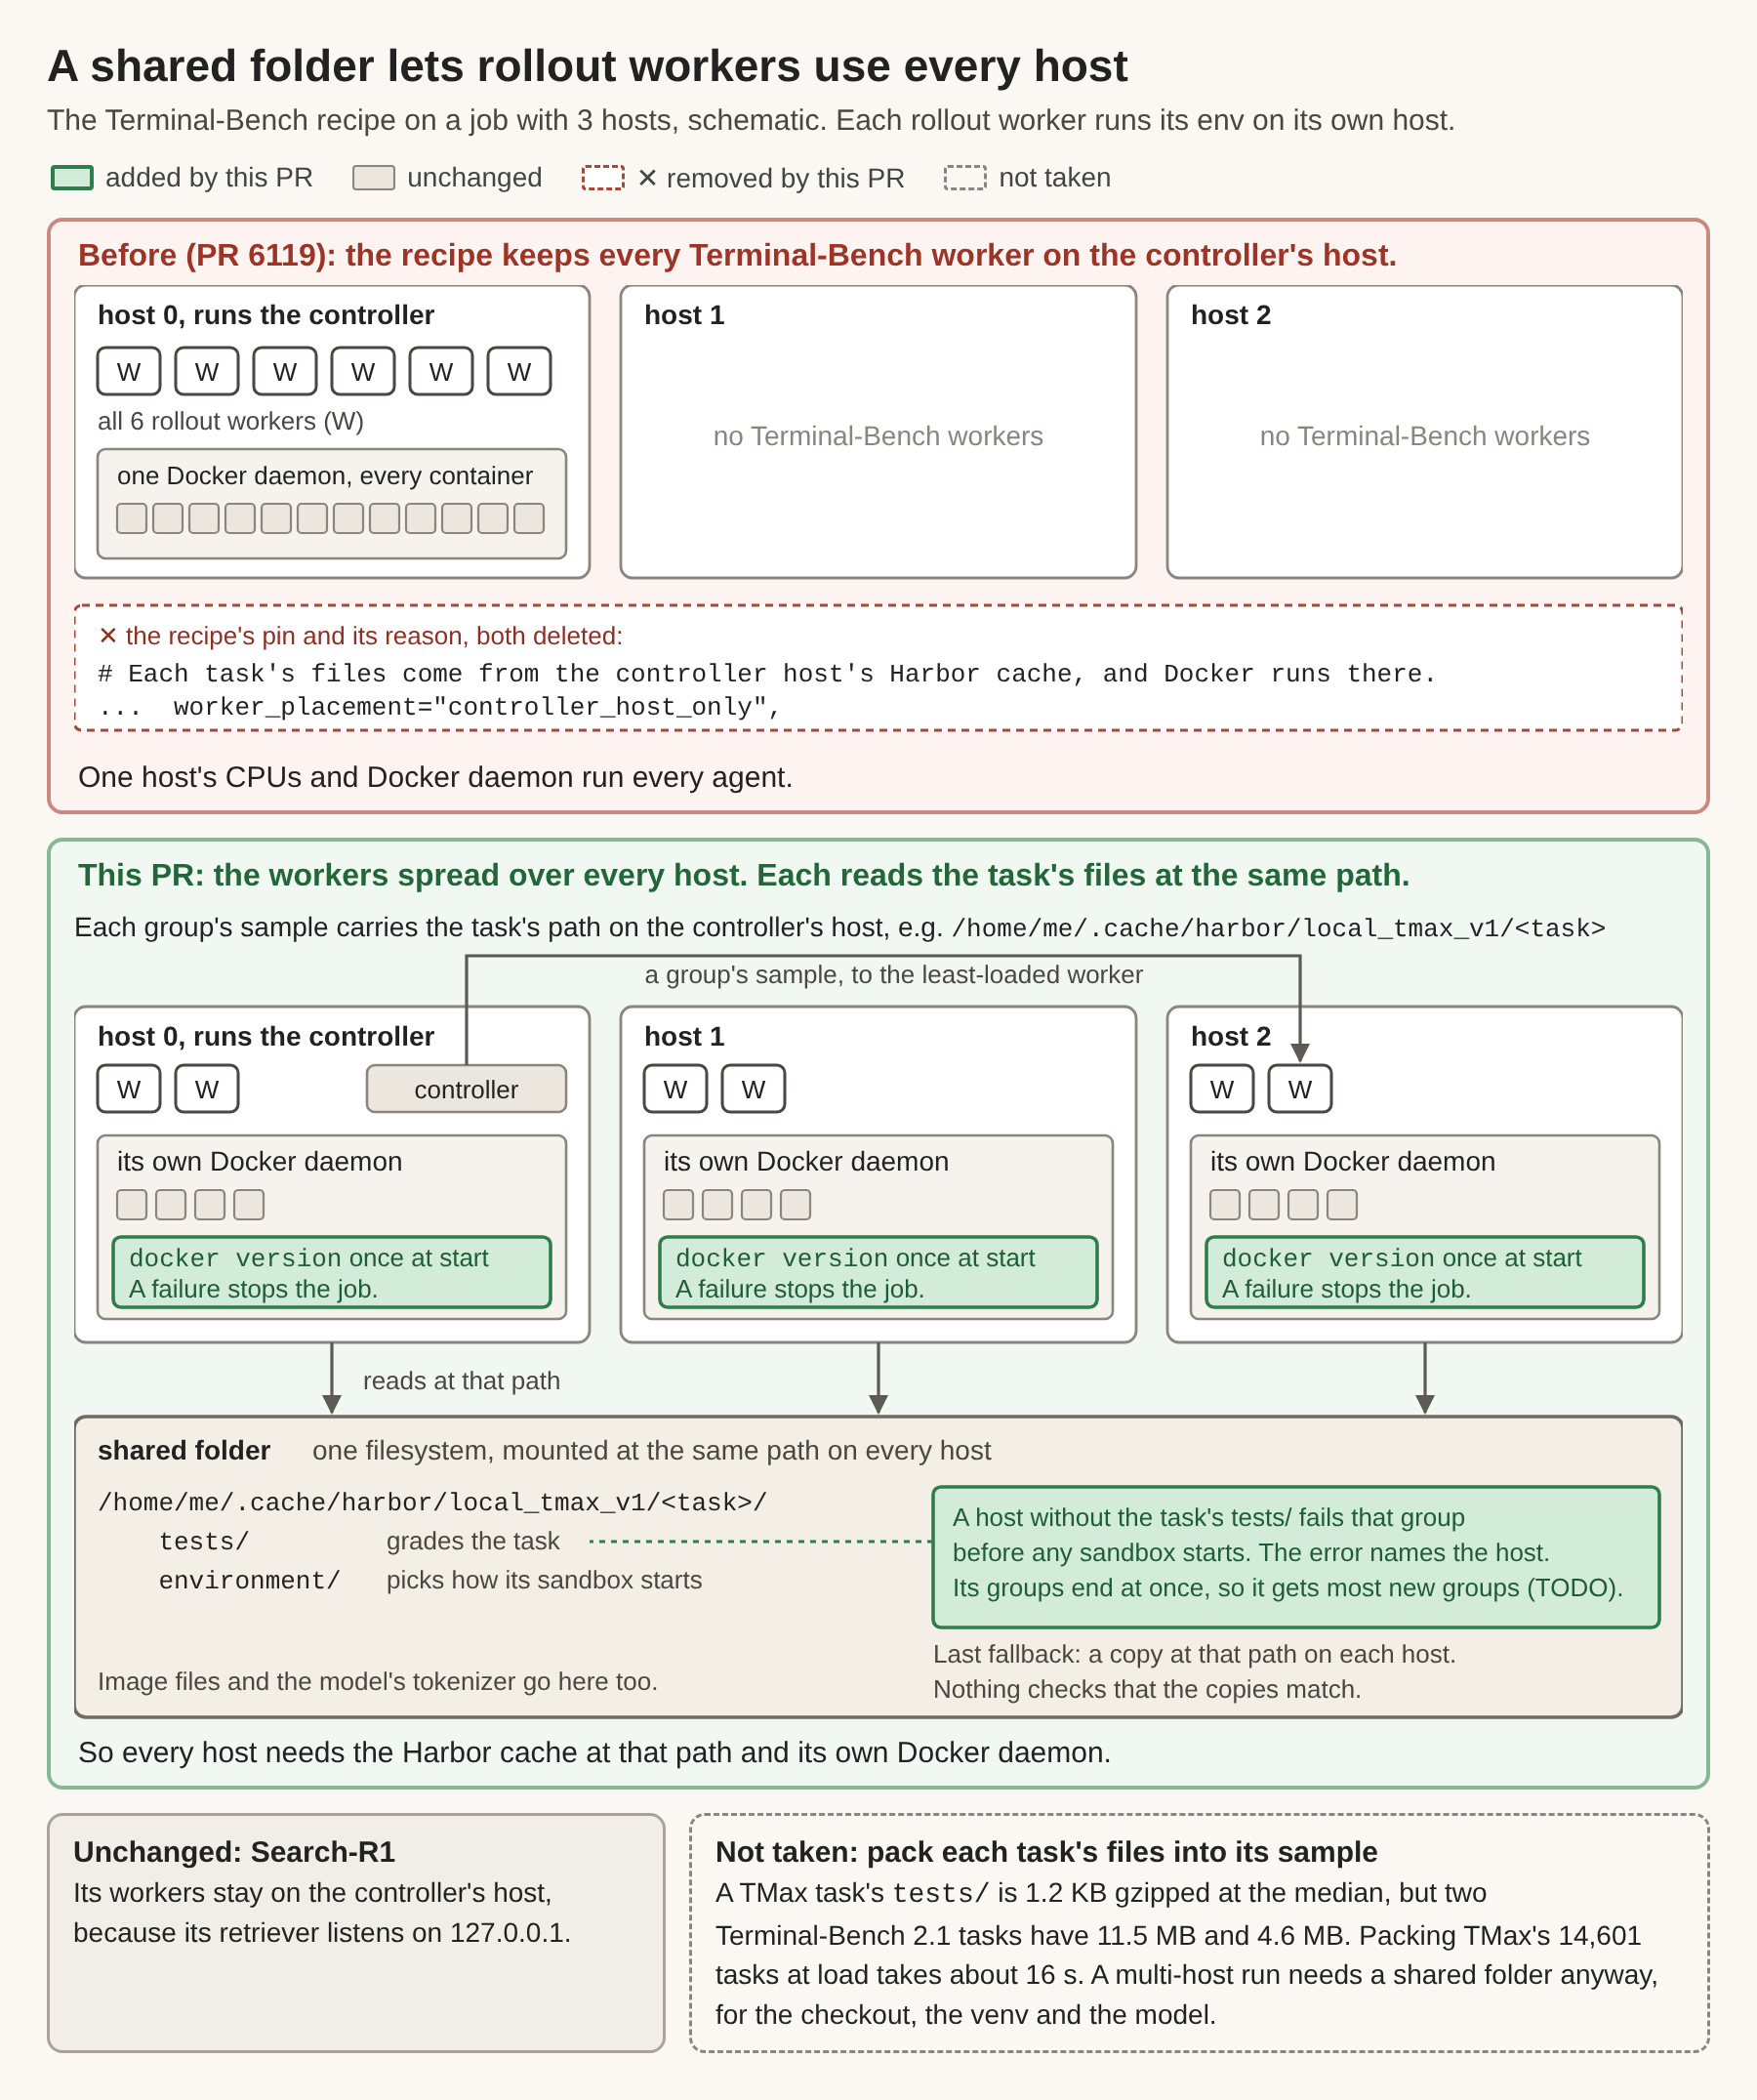 A shared folder lets rollout workers use every host
The Terminal-Bench recipe on a job with 3 hosts, schematic. Each rollout worker runs its env on its own host.
added by this PR
unchanged
✕ removed by this PR
not taken
Before (PR 6119): the recipe keeps every Terminal-Bench worker on the controller's host.
host 0, runs the controller
W W W W W W
all 6 rollout workers (W)
one Docker daemon, every container
host 1
no Terminal-Bench workers
host 2
no Terminal-Bench workers
✕ the recipe's pin and its reason, both deleted:
# Each task's files come from the controller host's Harbor cache, and Docker runs there.
... worker_placement="controller_host_only",
One host's CPUs and Docker daemon run every agent.
This PR: the workers spread over every host. Each reads the task's files at the same path.
Each group's sample carries the task's path on the controller's host, e.g. /home/me/.cache/harbor/local_tmax_v1/<task>
a group's sample, to the least-loaded worker
host 0, runs the controller
W W
controller
its own Docker daemon
docker version once at start
A failure stops the job.
host 1
W W
its own Docker daemon
docker version once at start
A failure stops the job.
host 2
W W
its own Docker daemon
docker version once at start
A failure stops the job.
reads at that path
shared folder one filesystem, mounted at the same path on every host
/home/me/.cache/harbor/local_tmax_v1/<task>/
tests/ grades the task
environment/ picks how its sandbox starts
Image files and the model's tokenizer go here too.
A host without the task's tests/ fails that group
before any sandbox starts. The error names the host.
Its groups end at once, so it gets most new groups (TODO).
Last fallback: a copy at that path on each host.
Nothing checks that the copies match.
So every host needs the Harbor cache at that path and its own Docker daemon.
Unchanged: Search-R1
Its workers stay on the controller's host,
because its retriever listens on 127.0.0.1.
Not taken: pack each task's files into its sample
A TMax task's tests/ is 1.2 KB gzipped at the median, but two
Terminal-Bench 2.1 tasks have 11.5 MB and 4.6 MB. Packing TMax's 14,601
tasks at load takes about 16 s. A multi-host run needs a shared folder anyway,
for the checkout, the venv and the model.